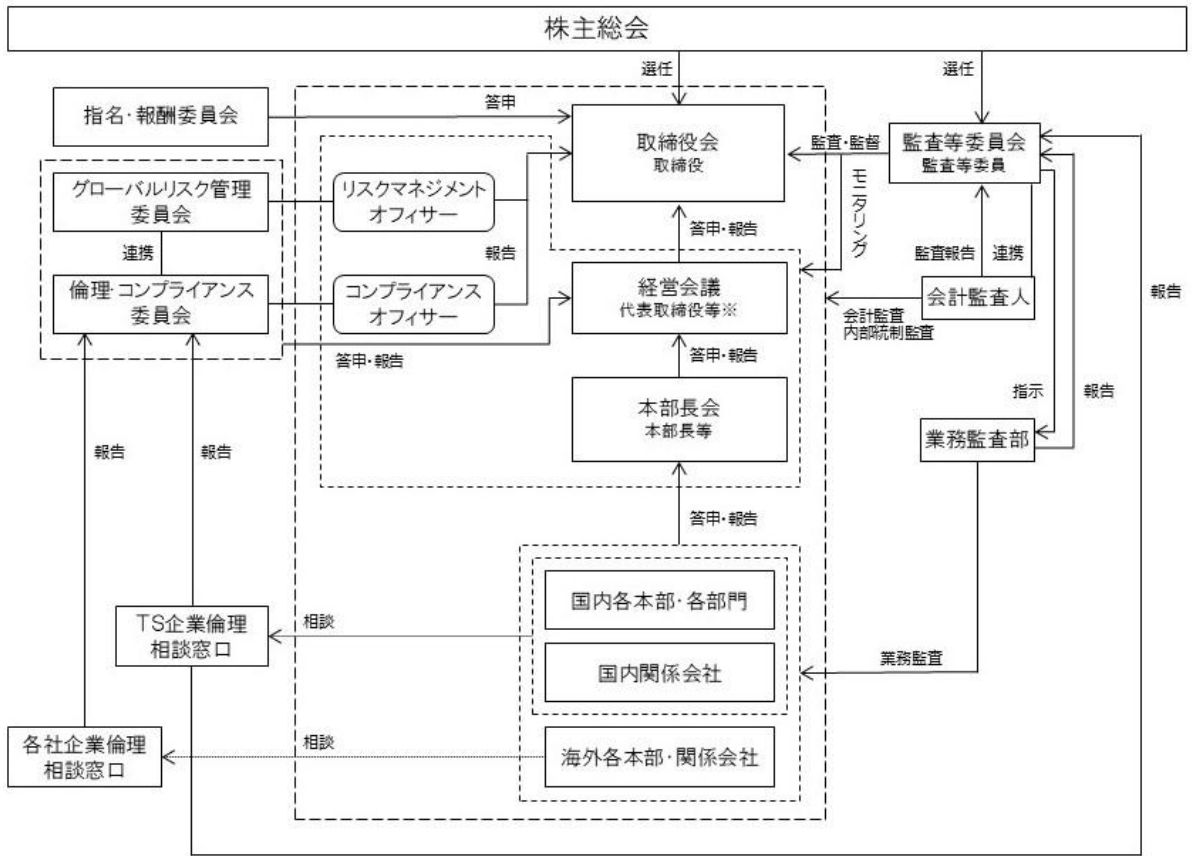 株主総会
選任
選任
指名・報酬委員会
答申
取締役会
取締役
監査・監督
監査等委員会
監査等委員
グローバルリスク管理
委員会
リスクマネジメント
オフィサー
モニタリング
答申・報告
連携
報告
監査報告
連携
倫理・コンプライアンス
委員会
コンプライアンス
オフィサー
経営会議
代表取締役等※
会計監査人
報告
会計監査
内部統制監査
答申・報告
答申・報告
本部長会
本部長等
指示
報告
業務監査部
報告
報告
答申・報告
国内各本部・各部門
TS企業倫理
相談窓口
相談
国内関係会社
業務監査
各社企業倫理
相談窓口
相談
海外各本部・関係会社